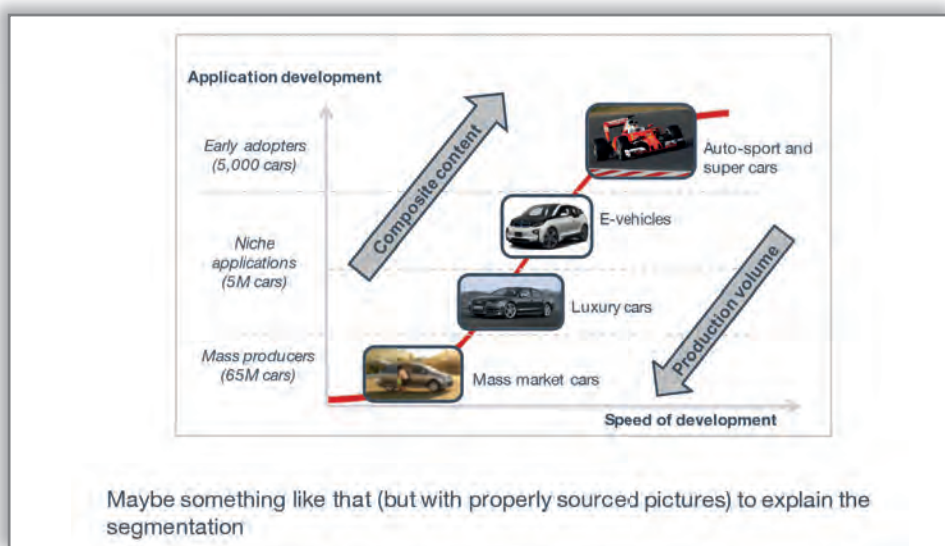 Application development
Early adopters
(5,000 cars)
Composite content
Auto-sport and
super cars
E-vehicles
Niche
applications
(5M cars)
Luxury cars
Production volume
Mass producers
(65M cars)
Mass market cars
Speed of development
Maybe something like that (but with properly sourced pictures) to explain the
segmentation